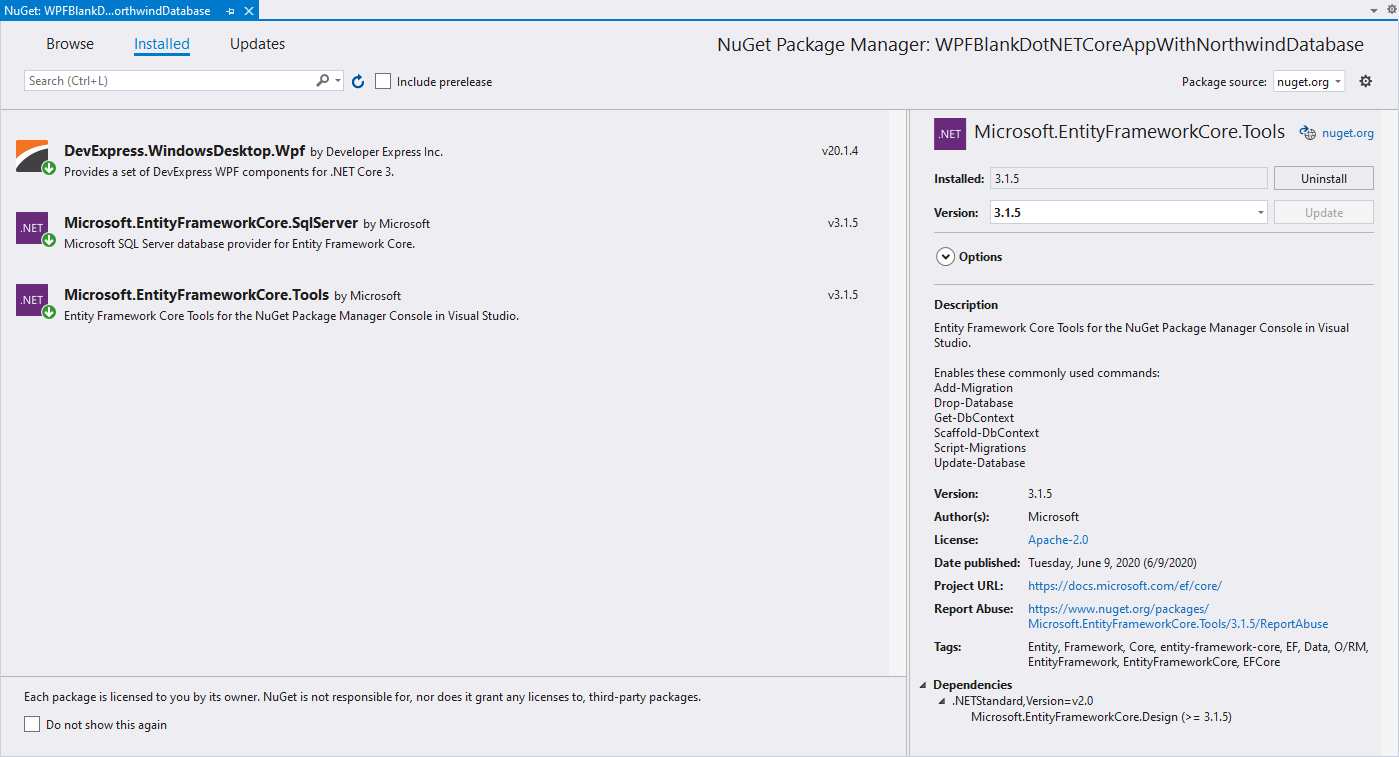 NuGet: WPFBlankD...orthwindDatabase
Browse Installed Updates
NuGet Package Manager: WPFBlankDotNETCoreAppWithNorthwindDatabase
Search (Ctrl+L)
Include prerelease
Package source: nuget.org
DevExpress.WindowsDesktop.Wpf by Developer Express Inc. v20.1.4
Provides a set of DevExpress WPF components for .NET Core 3.
.NET
Microsoft.EntityFrameworkCore.SqlServer by Microsoft v3.1.5
Microsoft SQL Server database provider for Entity Framework Core.
.NET
Microsoft.EntityFrameworkCore.Tools by Microsoft v3.1.5
Entity Framework Core Tools for the NuGet Package Manager Console in Visual Studio.
Each package is licensed to you by its owner. NuGet is not responsible for, nor does it grant any licenses to, third-party packages.
Do not show this again
.NET
Microsoft.EntityFrameworkCore.Tools
nuget.org
Installed: 3.1.5 Uninstall
Version: 3.1.5 Update
Options
Description
Entity Framework Core Tools for the NuGet Package Manager Console in Visual
Studio.
Enables these commonly used commands:
Add-Migration
Drop-Database
Get-DbContext
Scaffold-DbContext
Script-Migrations
Update-Database
Version: 3.1.5
Author(s): Microsoft
License: Apache-2.0
Date published: Tuesday, June 9, 2020 (6/9/2020)
Project URL: https://docs.microsoft.com/ef/core/
Report Abuse: https://www.nuget.org/packages/
Microsoft.EntityFrameworkCore.Tools/3.1.5/ReportAbuse
Tags: Entity, Framework, Core, entity-framework-core, EF, Data, O/RM,
EntityFramework, EntityFrameworkCore, EFCore
Dependencies
.NETStandard,Version=v2.0
Microsoft.EntityFrameworkCore.Design (>= 3.1.5)